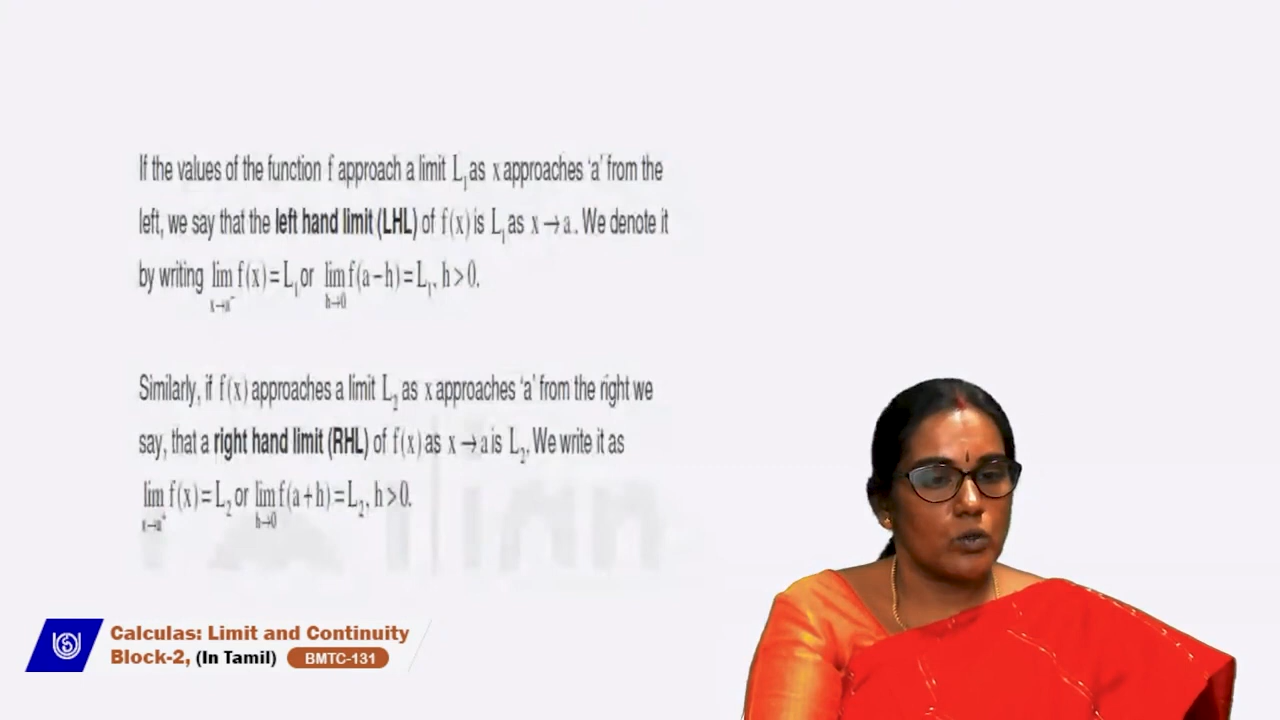 If the values of the function f approach a limit L₁ as x approaches 'a' from the
left, we say that the left hand limit (LHL) of f(x) is L₁ as x → a. We denote it
by writing lim x→a⁻ f(x) = L₁ or lim h→0 f(a − h) = L₁, h > 0.
Similarly, if f(x) approaches a limit L₂ as x approaches 'a' from the right we
say, that a right hand limit (RHL) of f(x) as x → a is L₂. We write it as
lim x→a⁺ f(x) = L₂ or lim h→0 f(a + h) = L₂, h > 0.
Calculas: Limit and Continuity
Block-2, (In Tamil) BMTC-131